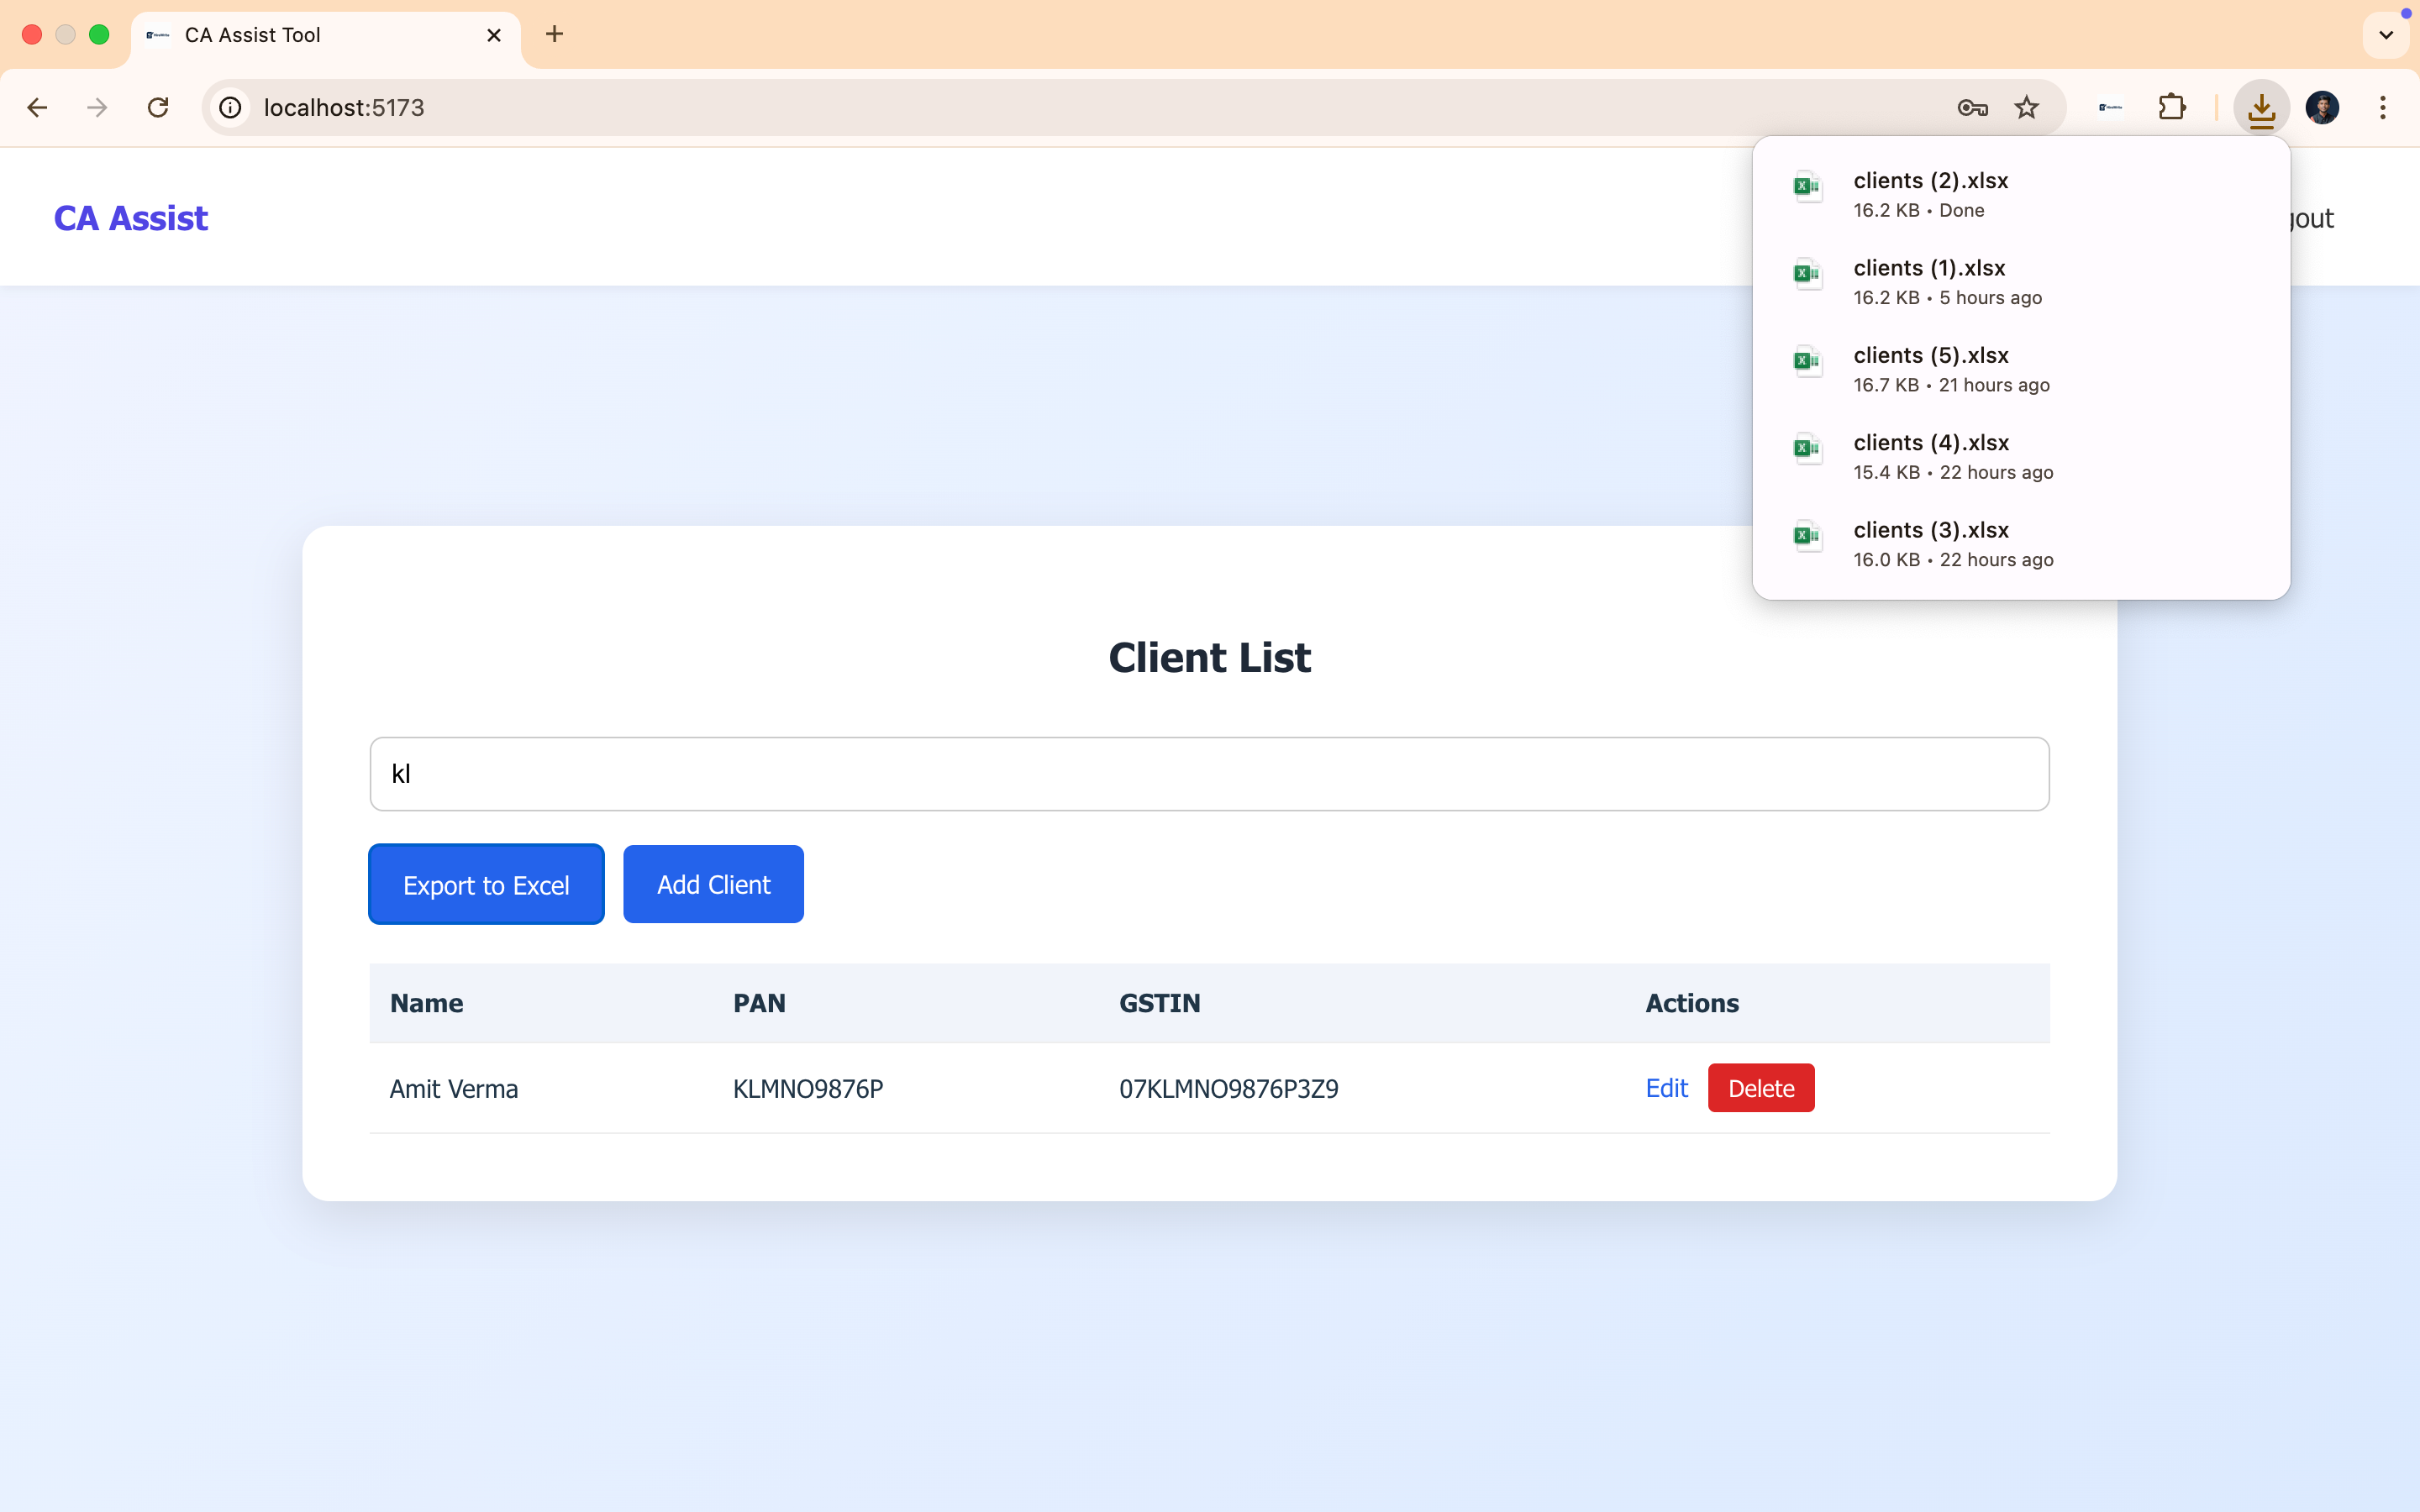 CA Assist Tool
localhost:5173
CA Assist
gout
clients (2).xlsx
16.2 KB • Done
clients (1).xlsx
16.2 KB • 5 hours ago
clients (5).xlsx
16.7 KB • 21 hours ago
clients (4).xlsx
15.4 KB • 22 hours ago
clients (3).xlsx
16.0 KB • 22 hours ago
Client List
kl
Export to Excel Add Client
Name PAN GSTIN Actions
Amit Verma KLMNO9876P 07KLMNO9876P3Z9 Edit Delete